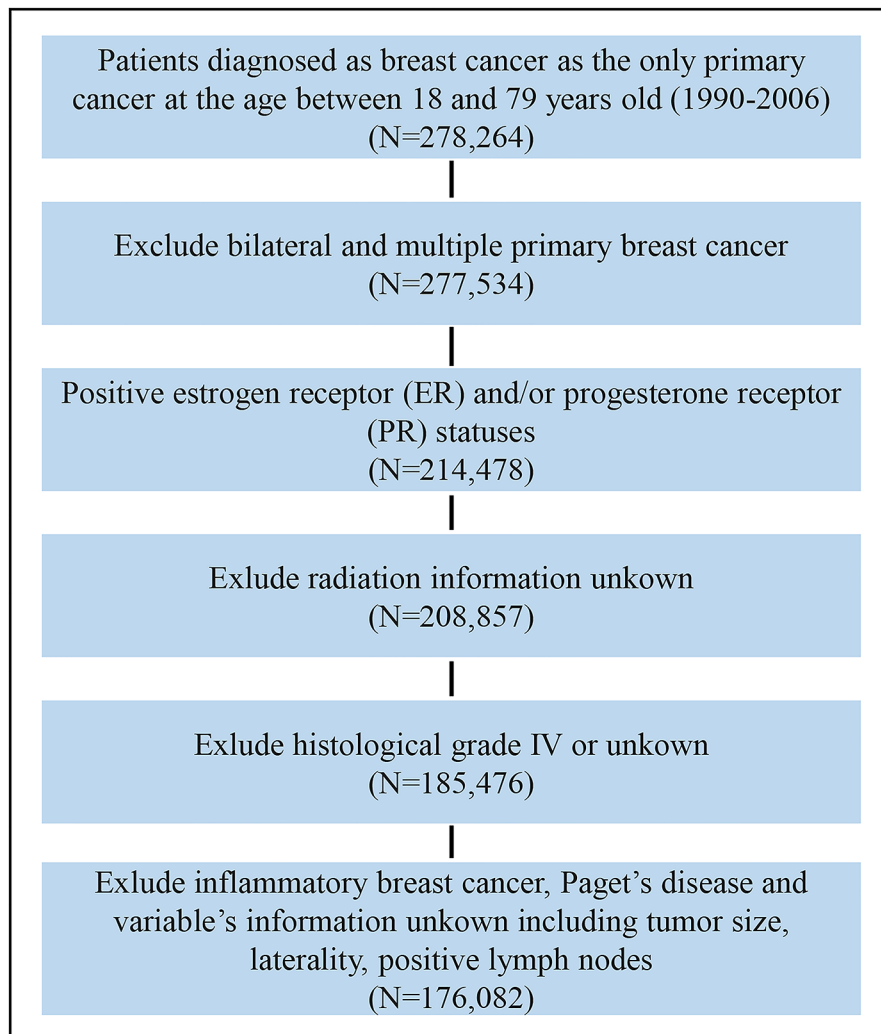 Patients diagnosed as breast cancer as the only primary
cancer at the age between 18 and 79 years old (1990-2006)
(N=278,264)
Exclude bilateral and multiple primary breast cancer
(N=277,534)
Positive estrogen receptor (ER) and/or progesterone receptor
(PR) statuses
(N=214,478)
Exlude radiation information unkown
(N=208,857)
Exlude histological grade IV or unkown
(N=185,476)
Exlude inflammatory breast cancer, Paget’s disease and
variable’s information unkown including tumor size,
laterality, positive lymph nodes
(N=176,082)